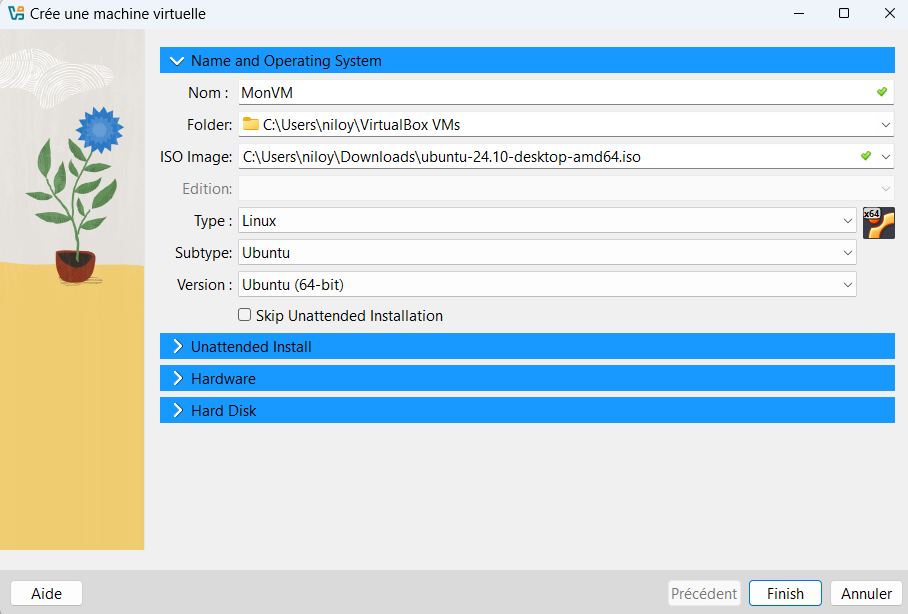 Crée une machine virtuelle
Name and Operating System
Nom : MonVM
Folder: C:\Users\niloy\VirtualBox VMs
ISO Image: C:\Users\niloy\Downloads\ubuntu-24.10-desktop-amd64.iso
Edition:
Type : Linux
x64
Subtype: Ubuntu
Version : Ubuntu (64-bit)
Skip Unattended Installation
Unattended Install
Hardware
Hard Disk
Aide Précédent Finish Annuler